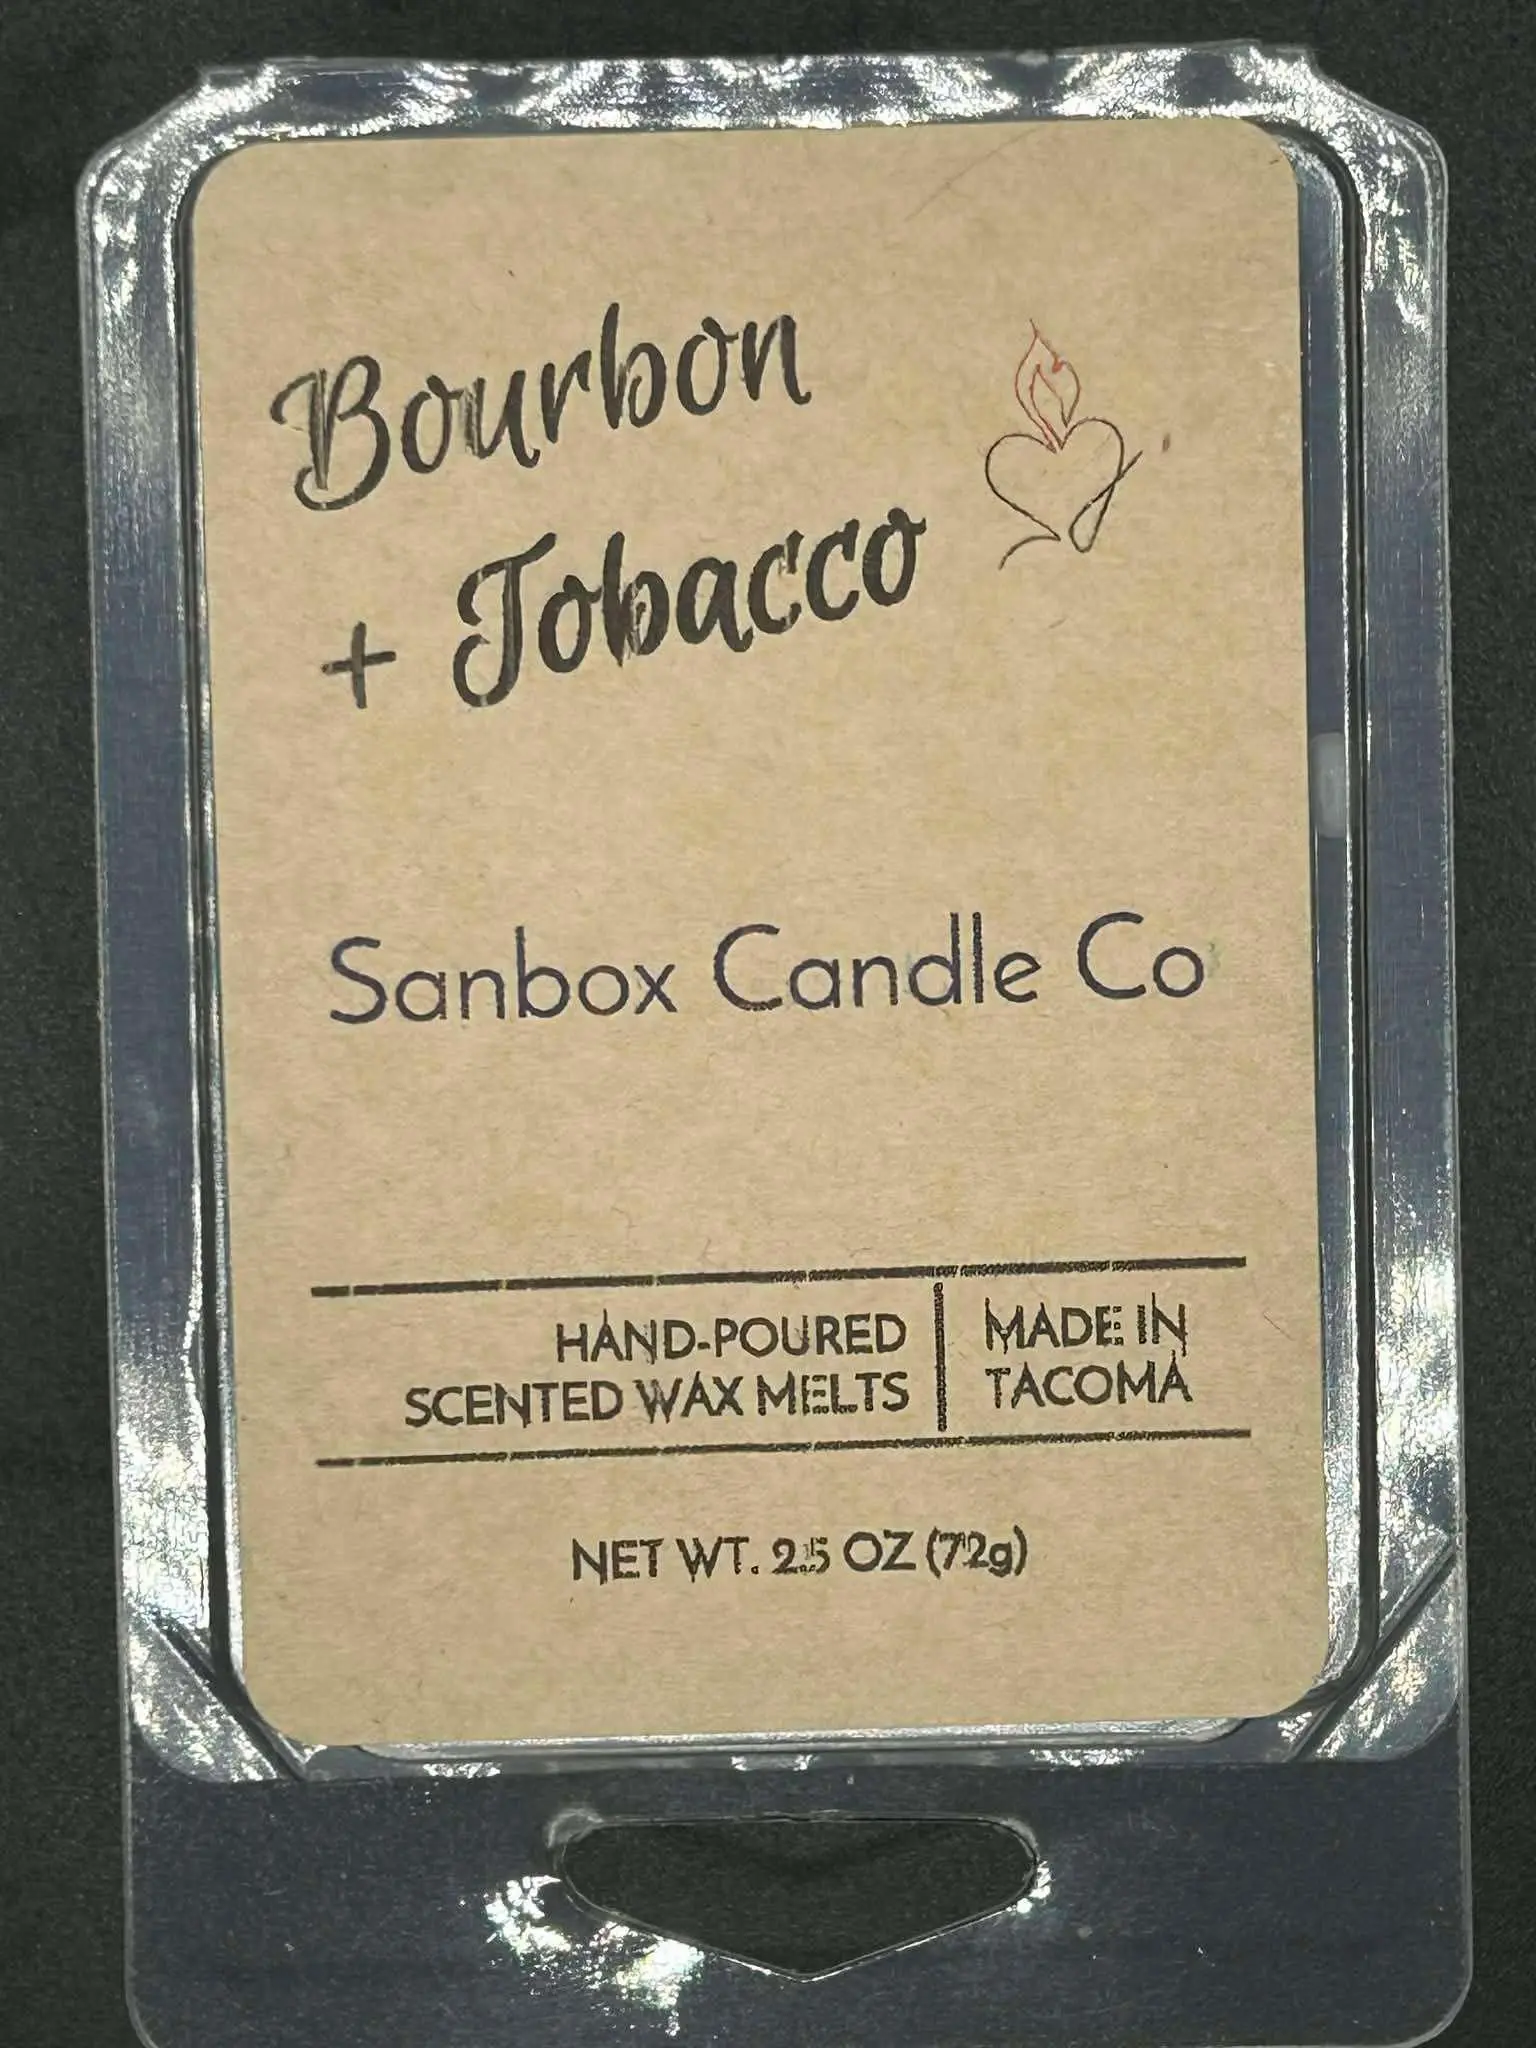 Bourbon
+ Tobacco
Sanbox Candle Co
HAND-POURED
SCENTED WAX MELTS
MADE IN
TACOMA
NET WT. 2.5 OZ (72g)